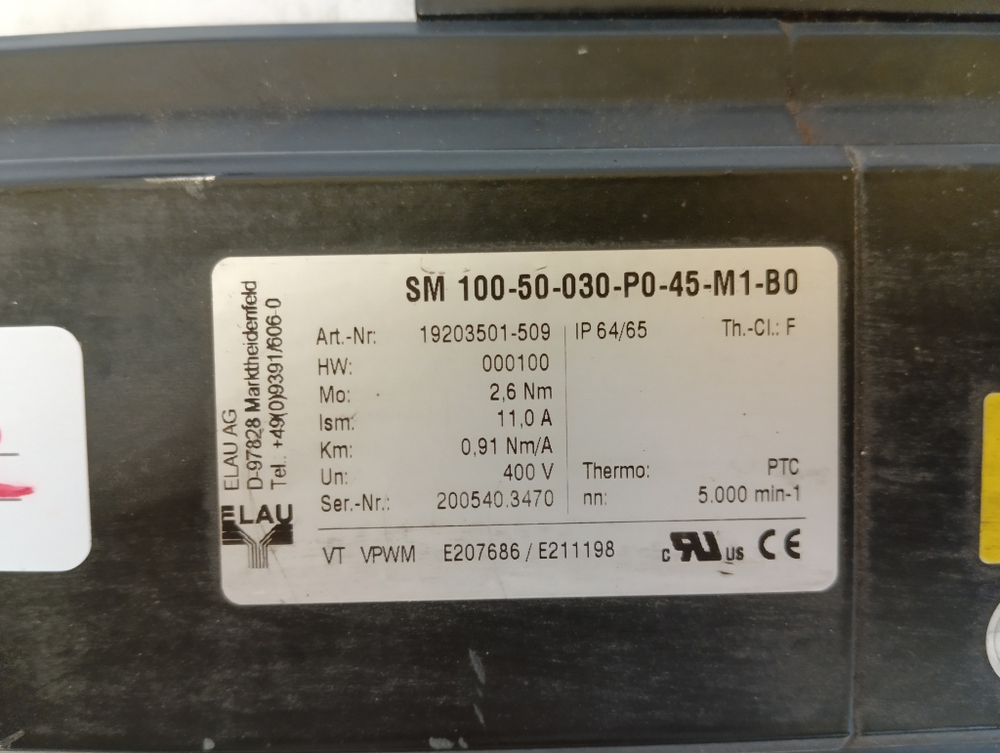 SM 100-50-030-P0-45-M1-B0
Art.-Nr: 19203501-509 IP 64/65 Th.-Cl.: F
HW: 000100
Mo: 2,6 Nm
Ism: 11,0 A
Km: 0,91 Nm/A
Un: 400 V Thermo: PTC
Ser.-Nr.: 200540.3470 nn: 5.000 min-1
VT VPWM E207686 / E211198 c RU US CE
ELAU AG
D-97828 Marktheidenfeld
Tel.: +49(0)9391/606-0
ELAU